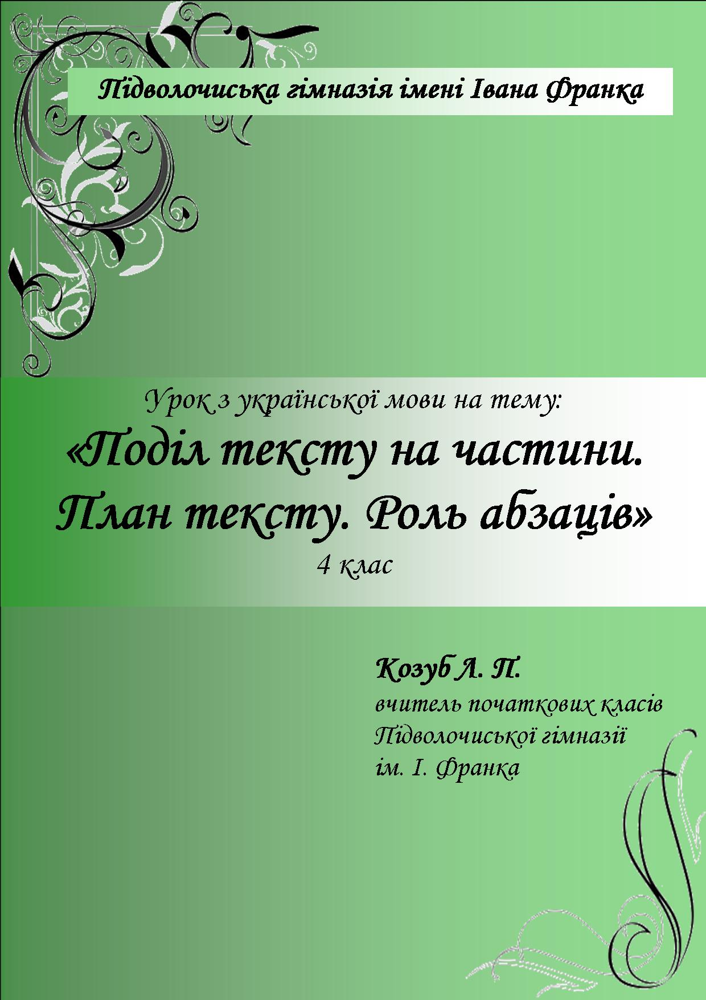 Підволочиська гімназія імені Івана Франка
Урок з української мови на тему:
«Поділ тексту на частини.
План тексту. Роль абзаців»
4 клас
Козуб Л. П.
вчитель початкових класів
Підволочиської гімназії
ім. І. Франка